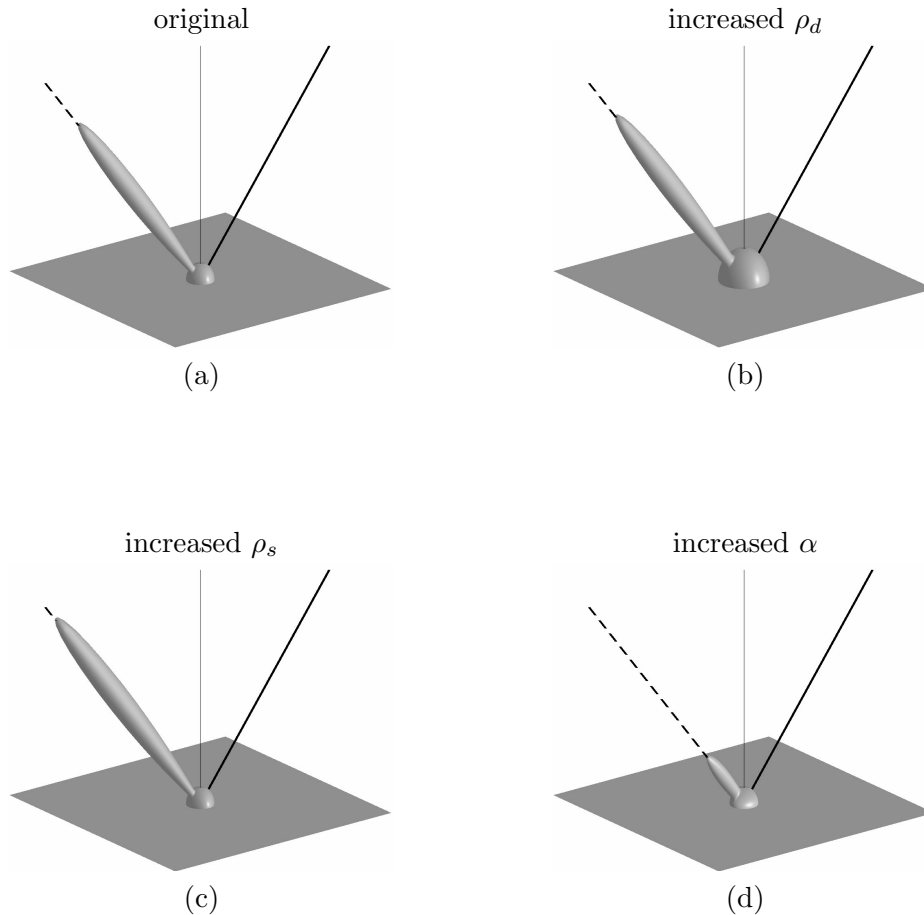 original
increased ρ_d
(a)
(b)
increased ρ_s
increased α
(c)
(d)